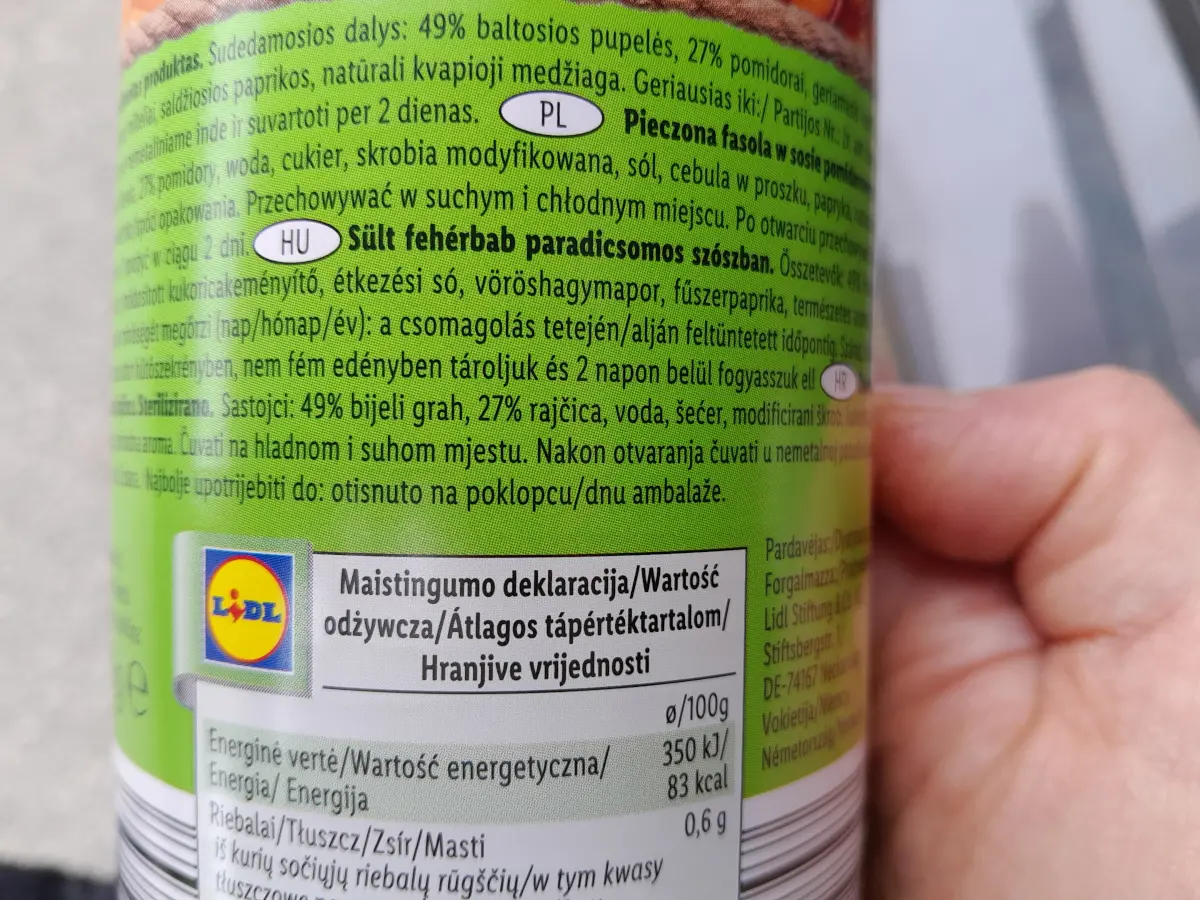 produktas. Sudedamosios dalys: 49% baltosios pupelės, 27% pomidorai,
saldžiosios paprikos, natūrali kvapioji medžiaga. Geriausias iki:/ Partijos Nr.:
nemetaliniame inde ir suvartoti per 2 dienas. PL Pieczona fasola w sosie
27% pomidory, woda, cukier, skrobia modyfikowana, sól, cebula w proszku, papryka,
opakowania. Przechowywać w suchym i chłodnym miejscu. Po otwarciu
w ciągu 2 dni. HU Sült fehérbab paradicsomos szószban. Összetevők:
kukoricakeményítő, étkezési só, vöröshagymapor, fűszerpaprika, természetes
megőrzi (nap/hónap/év): a csomagolás tetején/alján feltüntetett időpontig.
hűtőszekrényben, nem fém edényben tároljuk és 2 napon belül fogyasszuk el! HR
Sterilizirano. Sastojci: 49% bijeli grah, 27% rajčica, voda, šećer, modificirani
aroma. Čuvati na hladnom i suhom mjestu. Nakon otvaranja čuvati u
Najbolje upotrijebiti do: otisnuto na poklopcu/dnu ambalaže.
LIDL
Maistingumo deklaracija/Wartość
odżywcza/Átlagos tápértéktartalom/
Hranjive vrijednosti
ø/100g
Energinė vertė/Wartość energetyczna/ 350 kJ/
Energia/ Energija 83 kcal
Riebalai/Tłuszcz/Zsír/Masti 0,6 g
iš kurių sočiųjų riebalų rūgščių/w tym kwasy
Pardavėjas:
Forgalmazza:
Lidl Stiftung &
Stiftsbergstr.
DE-74167
Vokietija/
Németország/
e